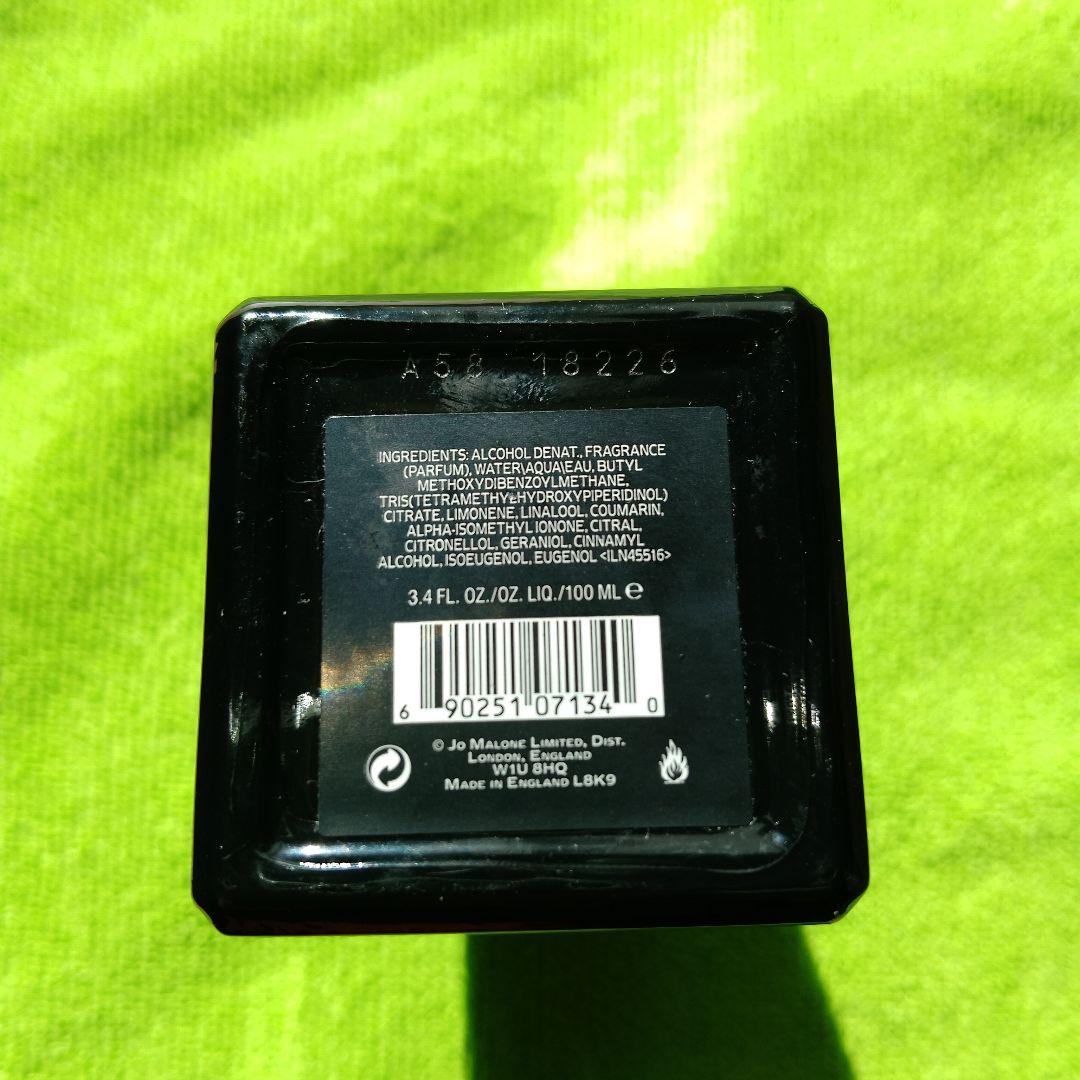 A58 18226
INGREDIENTS: ALCOHOL DENAT., FRAGRANCE
(PARFUM), WATER\AQUA\EAU, BUTYL
METHOXYDIBENZOYLMETHANE,
TRIS(TETRAMETHYLHYDROXYPIPERIDINOL)
CITRATE, LIMONENE, LINALOOL, COUMARIN,
ALPHA-ISOMETHYL IONONE, CITRAL,
CITRONELLOL, GERANIOL, CINNAMYL
ALCOHOL, ISOEUGENOL, EUGENOL <ILN45516>
3.4 FL. OZ./OZ. LIQ./100 ML ℮
6 90251 07134 0
© JO MALONE LIMITED, DIST.
LONDON, ENGLAND
W1U 8HQ
MADE IN ENGLAND L8K9